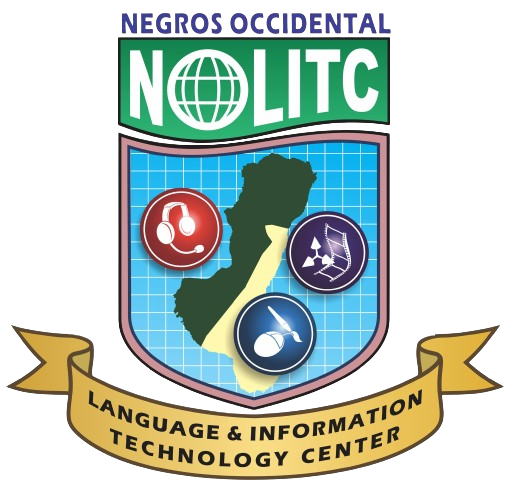 NEGROS OCCIDENTAL
NOLITC
LANGUAGE & INFORMATION
TECHNOLOGY CENTER